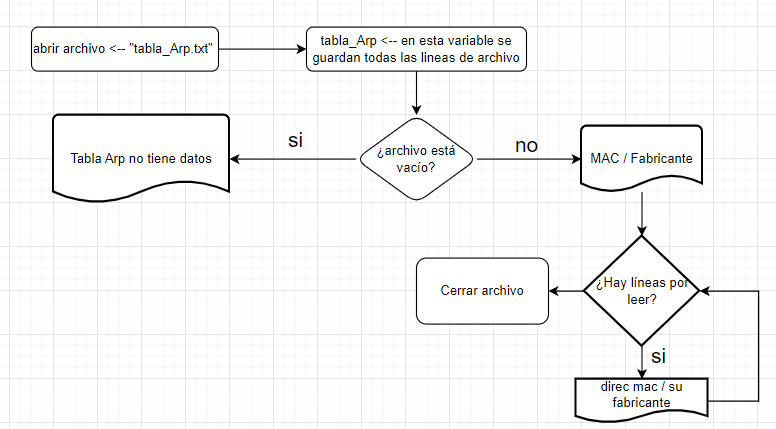 abrir archivo <-- "tabla_Arp.txt"
tabla_Arp <-- en esta variable se
guardan todas las lineas de archivo
si
Tabla Arp no tiene datos
¿archivo está
vacío?
no
MAC / Fabricante
Cerrar archivo
¿Hay líneas por
leer?
si
direc mac / su
fabricante